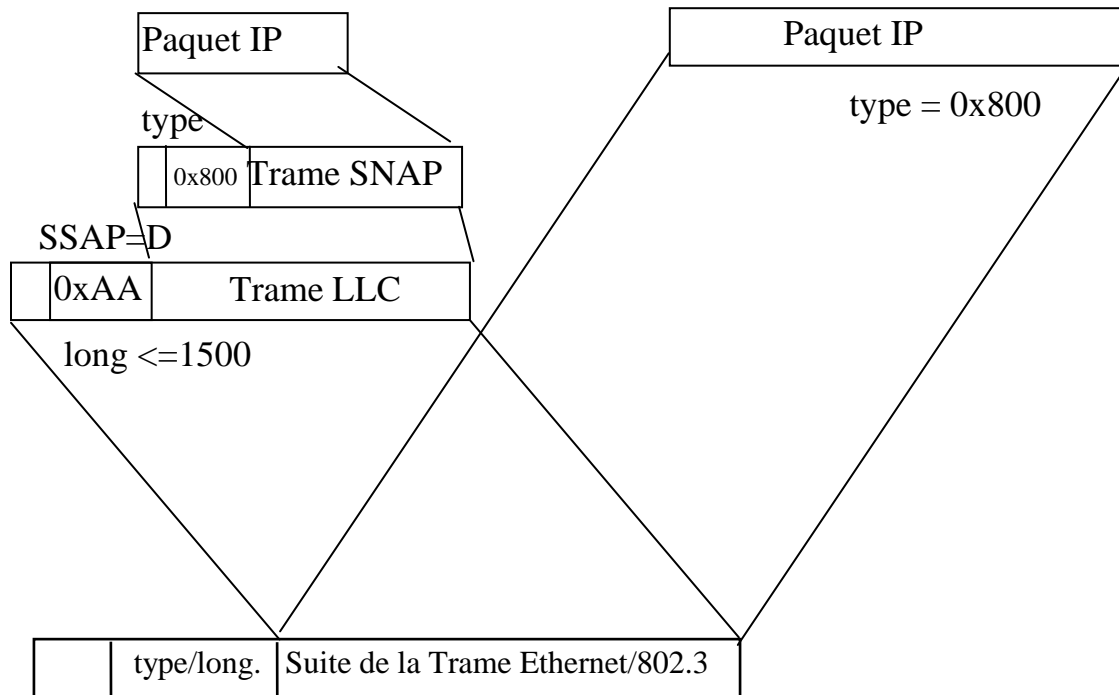 Paquet IP
Paquet IP
type = 0x800
type
0x800 Trame SNAP
SSAP=D
0xAA Trame LLC
long <=1500
type/long. Suite de la Trame Ethernet/802.3